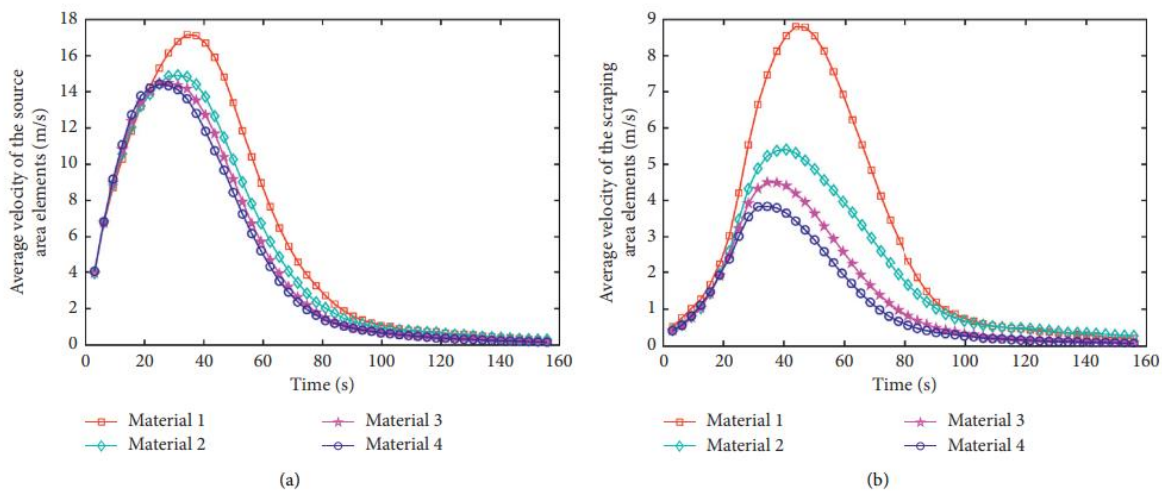 18
16
14
12
10
8
6
4
2
0
Average velocity of the source
area elements (m/s)
0 20 40 60 80 100 120 140 160
Time (s)
Material 1
Material 2
Material 3
Material 4
(a)
9
8
7
6
5
4
3
2
1
0
Average velocity of the scraping
area elements (m/s)
0 20 40 60 80 100 120 140 160
Time (s)
Material 1
Material 2
Material 3
Material 4
(b)